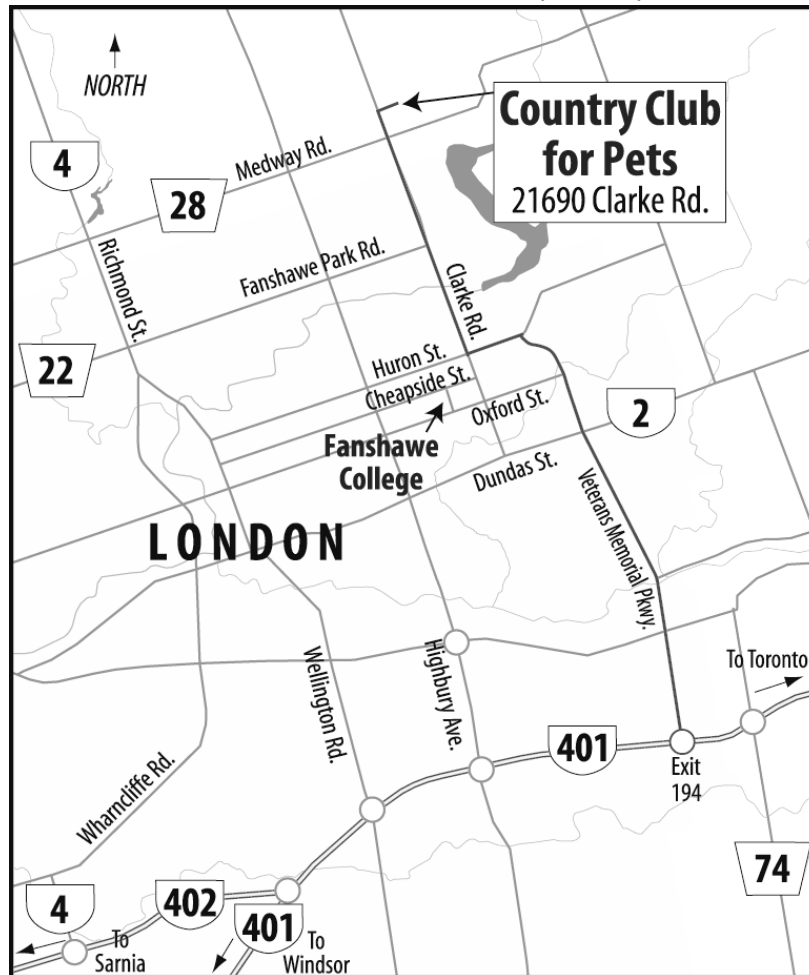 NORTH
Country Club
for Pets
21690 Clarke Rd.
4
Medway Rd.
28
Fanshawe Park Rd.
Richmond St.
Clarke Rd.
22
Huron St.
Cheapside St.
Oxford St.
2
Fanshawe
College
Dundas St.
LONDON
Veterans Memorial Pkwy.
Wellington Rd.
Highbury Ave.
To Toronto
401
Exit
194
Wharncliffe Rd.
74
4
402
401
To
Sarnia
To
Windsor